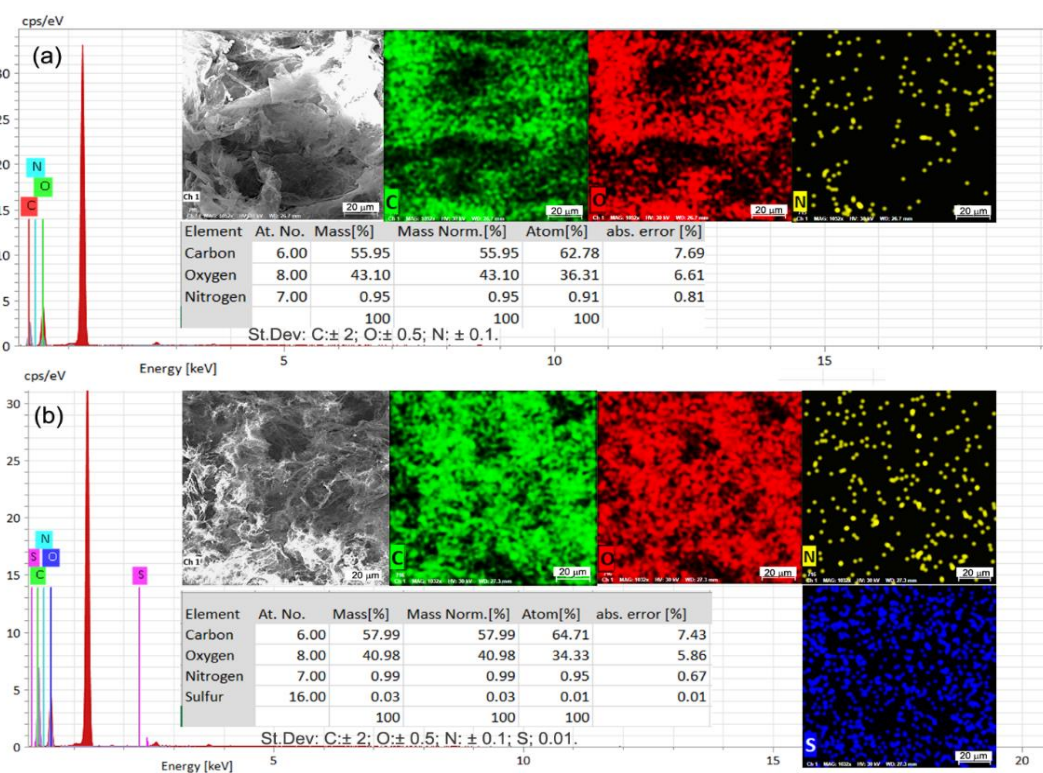 cps/eV
(a)
30
25
20
15
10
5
0
N
O
C
Ch 1
20 μm
C
20 μm
O
20 μm
N
20 μm
Element At. No. Mass[%] Mass Norm.[%] Atom[%] abs. error [%]
Carbon 6.00 55.95 55.95 62.78 7.69
Oxygen 8.00 43.10 43.10 36.31 6.61
Nitrogen 7.00 0.95 0.95 0.91 0.81
100 100 100
St.Dev: C:± 2; O:± 0.5; N: ± 0.1.
5 10 15
Energy [keV]
cps/eV
(b)
30
25
20
15
10
5
0
N
S O
C
S
Ch 1
20 μm
C
20 μm
O
20 μm
N
20 μm
Element At. No. Mass[%] Mass Norm.[%] Atom[%] abs. error [%]
Carbon 6.00 57.99 57.99 64.71 7.43
Oxygen 8.00 40.98 40.98 34.33 5.86
Nitrogen 7.00 0.99 0.99 0.95 0.67
Sulfur 16.00 0.03 0.03 0.01 0.01
100 100 100
St.Dev: C:± 2; O:± 0.5; N: ± 0.1; S; 0.01.
S
20 μm
5 10 15 20
Energy [keV]